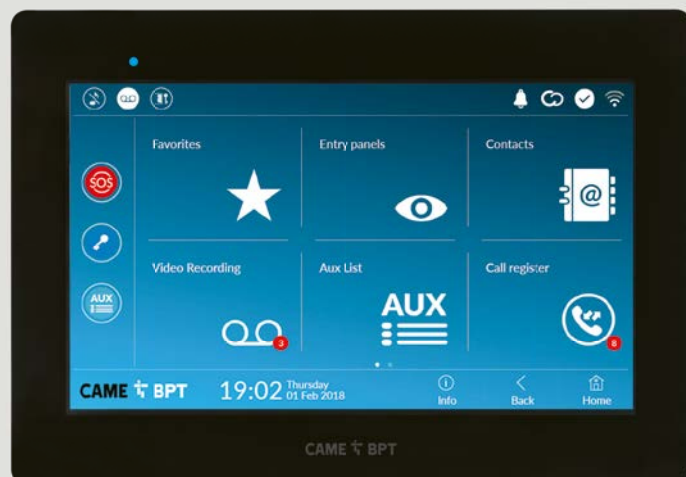 Favorites
Entry panels
Contacts
SOS
@
Video Recording
Aux List
Call register
AUX
AUX
3
8
CAME BPT
19:02 Thursday
01 Feb 2018
Info
Back
Home
CAME BPT